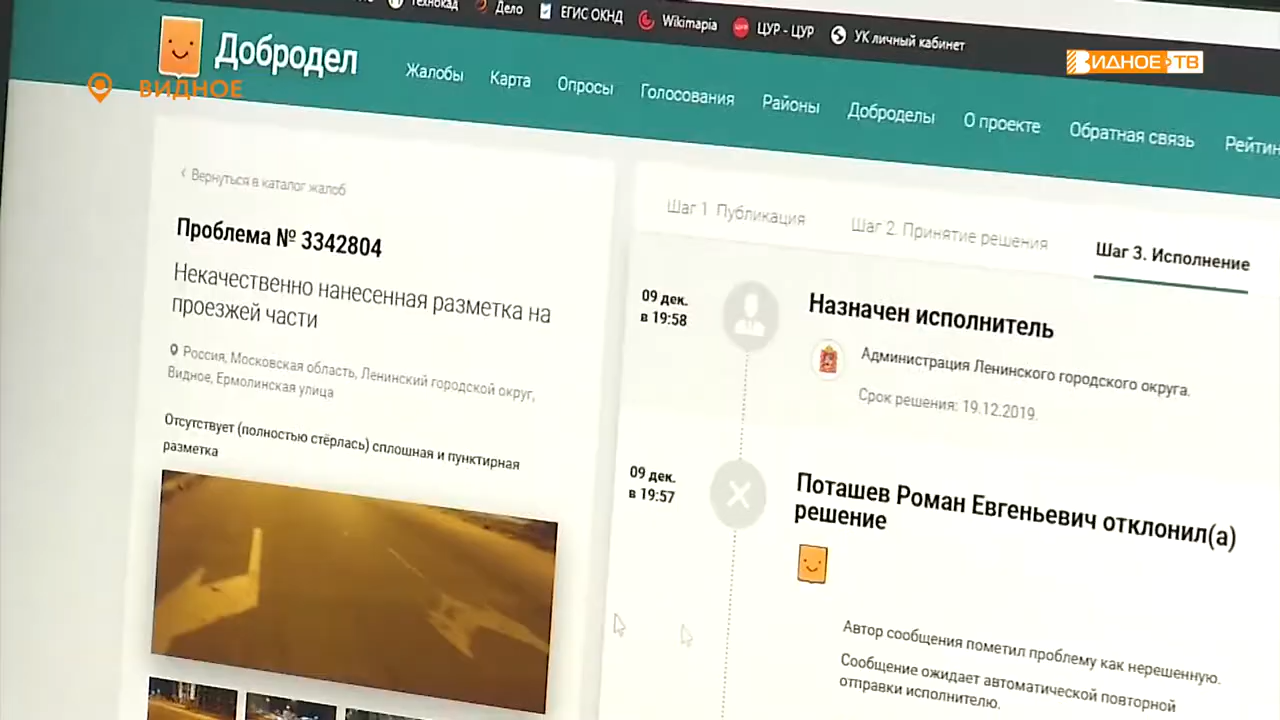 Технокад
Дело
ЕГИС ОКНД
Wikimapia
ЦУР - ЦУР
УК личный кабинет
ВИДНОЕ ТВ
Добродел
ВИДНОЕ
Жалобы
Карта
Опросы
Голосования
Районы
Доброделы
О проекте
Обратная связь
Рейтин
Вернуться в каталог жалоб
Проблема № 3342804
Некачественно нанесенная разметка на
проезжей части
Россия, Московская область, Ленинский городской округ,
Видное, Ермолинская улица
Отсутствует (полностью стёрлась) сплошная и пунктирная
разметка
Шаг 1. Публикация
Шаг 2. Принятие решения
Шаг 3. Исполнение
09 дек.
в 19:58
Назначен исполнитель
Администрация Ленинского городского округа.
Срок решения: 19.12.2019.
09 дек.
в 19:57
Поташев Роман Евгеньевич отклонил(а)
решение
Автор сообщения пометил проблему как нерешенную.
Сообщение ожидает автоматической повторной
отправки исполнителю.